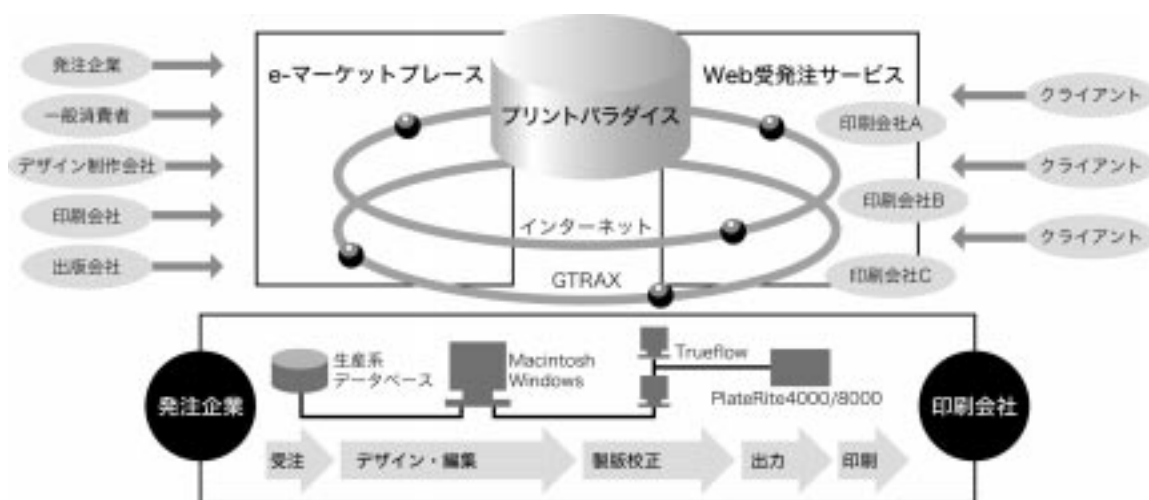 発注企業
一般消費者
デザイン制作会社
印刷会社
出版会社
e-マーケットプレース
プリントパラダイス
Web受発注サービス
印刷会社A
印刷会社B
印刷会社C
クライアント
クライアント
クライアント
インターネット
GTRAX
発注企業
生産系
データベース
Macintosh
Windows
Trueflow
PlateRite4000/8000
印刷会社
受注
デザイン・編集
製版校正
出力
印刷